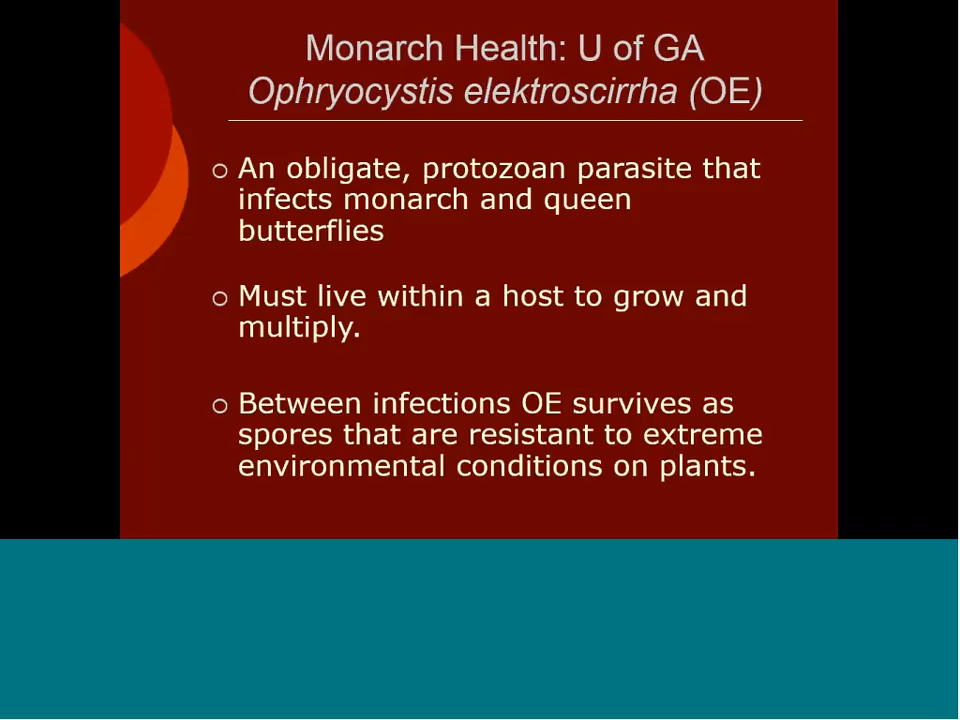 Monarch Health: U of GA
Ophryocystis elektroscirrha (OE)
An obligate, protozoan parasite that
infects monarch and queen
butterflies
Must live within a host to grow and
multiply.
Between infections OE survives as
spores that are resistant to extreme
environmental conditions on plants.